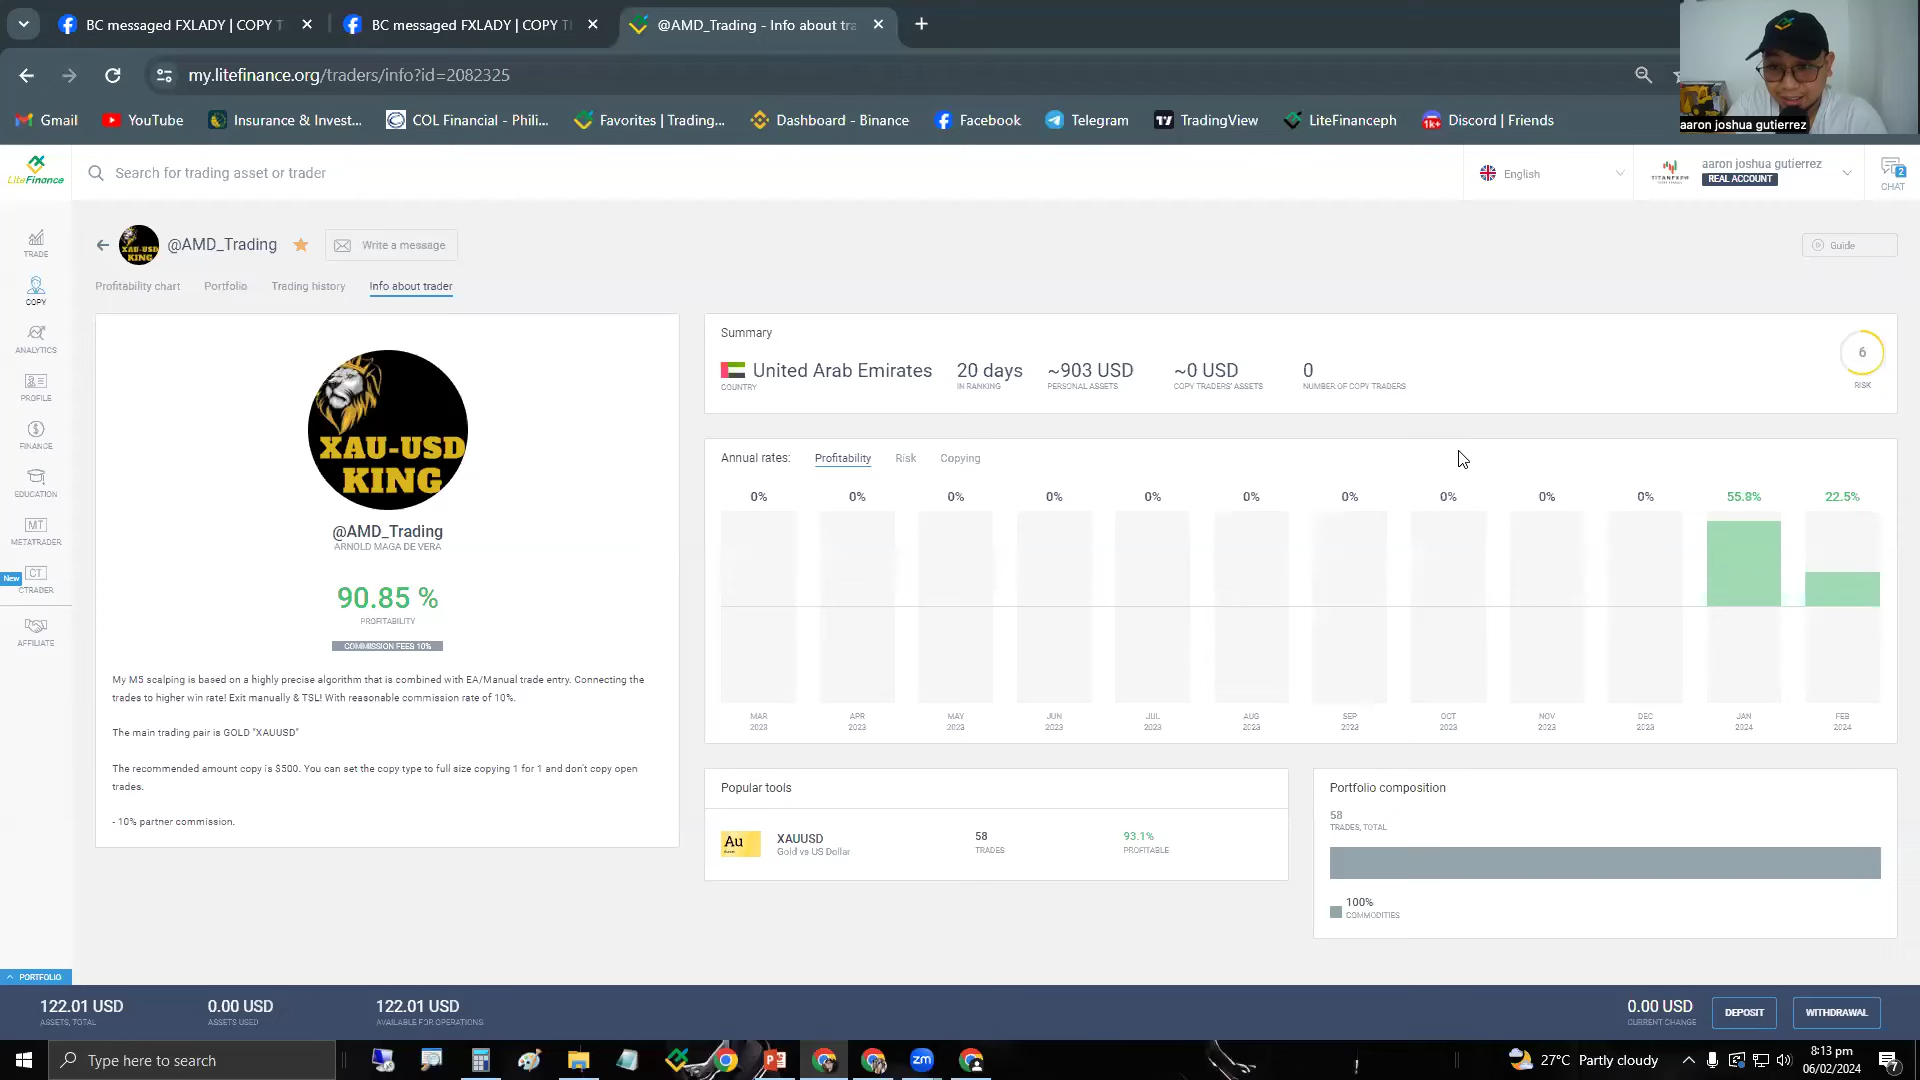 BC messaged FXLADY | COPY T
BC messaged FXLADY | COPY T
@AMD_Trading - Info about tra
my.litefinance.org/traders/info?id=2082325
Gmail
YouTube
Insurance & Invest...
COL Financial - Phili...
Favorites | Trading...
Dashboard - Binance
Facebook
Telegram
TradingView
LiteFinanceph
1k+
Discord | Friends
aaron joshua gutierrez
LiteFinance
Search for trading asset or trader
English
TITANFXPH
aaron joshua gutierrez
REAL ACCOUNT
2
CHAT
TRADE
COPY
ANALYTICS
PROFILE
FINANCE
EDUCATION
MT
METATRADER
New
CT
CTRADER
AFFILIATE
XAU-USD
KING
@AMD_Trading
Write a message
Guide
Profitability chart
Portfolio
Trading history
Info about trader
XAU-USD
KING
@AMD_Trading
ARNOLD MAGA DE VERA
90.85 %
PROFITABILITY
COMMISSION FEES 10%
My M5 scalping is based on a highly precise algorithm that is combined with EA/Manual trade entry. Connecting the
trades to higher win rate! Exit manually & TSL! With reasonable commission rate of 10%.
The main trading pair is GOLD "XAUUSD"
The recommended amount copy is $500. You can set the copy type to full size copying 1 for 1 and don't copy open
trades.
- 10% partner commission.
Summary
United Arab Emirates
COUNTRY
20 days
IN RANKING
~903 USD
PERSONAL ASSETS
~0 USD
COPY TRADERS' ASSETS
0
NUMBER OF COPY TRADERS
6
RISK
Annual rates:
Profitability
Risk
Copying
0% 0% 0% 0% 0% 0% 0% 0% 0% 0% 55.8% 22.5%
MAR APR MAY JUN JUL AUG SEP OCT NOV DEC JAN FEB
2023 2023 2023 2023 2023 2023 2023 2023 2023 2023 2024 2024
Popular tools
Au
XAUUSD
Gold vs US Dollar
58
TRADES
93.1%
PROFITABLE
Portfolio composition
58
TRADES, TOTAL
100%
COMMODITIES
PORTFOLIO
122.01 USD
ASSETS, TOTAL
0.00 USD
ASSETS USED
122.01 USD
AVAILABLE FOR OPERATIONS
0.00 USD
CURRENT CHANGE
DEPOSIT
WITHDRAWAL
Type here to search
zm
27°C Partly cloudy
8:13 pm
06/02/2024
7